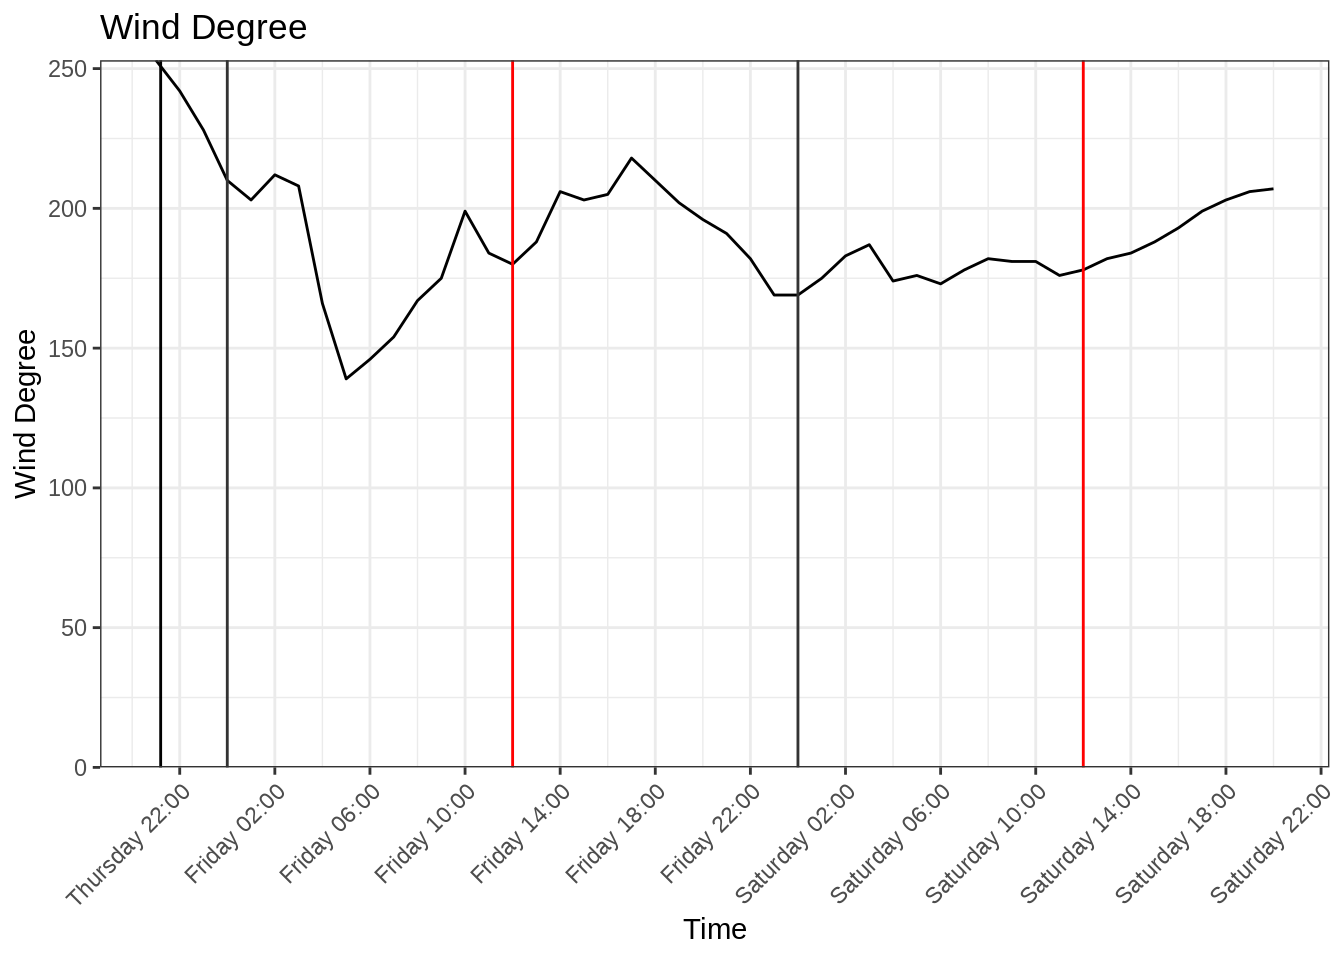 Wind Degree
250
200
150
100
50
0
Wind Degree
Thursday 22:00
Friday 02:00
Friday 06:00
Friday 10:00
Friday 14:00
Friday 18:00
Friday 22:00
Saturday 02:00
Saturday 06:00
Saturday 10:00
Saturday 14:00
Saturday 18:00
Saturday 22:00
Time